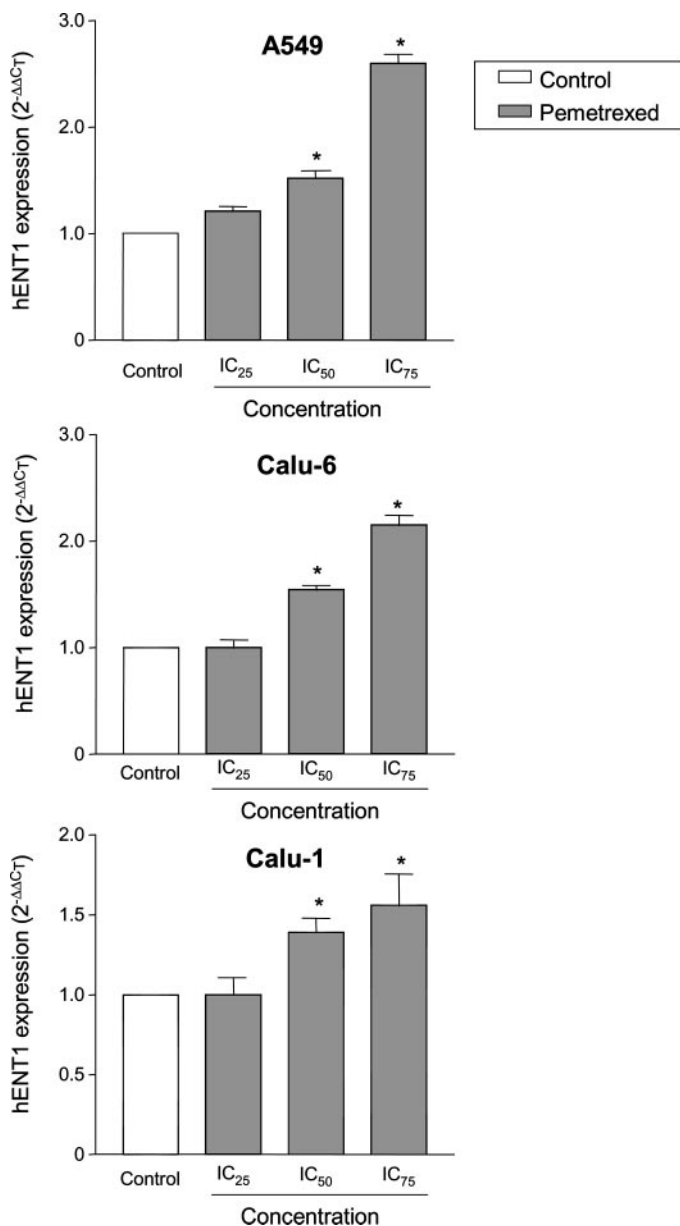 A549
Control
Pemetrexed
hENT1 expression (2^-ΔΔCT)
3.0
2.0
1.0
0
*
*
Control
IC25
IC50
IC75
Concentration
Calu-6
hENT1 expression (2^-ΔΔCT)
3.0
2.0
1.0
0
*
*
Control
IC25
IC50
IC75
Concentration
Calu-1
hENT1 expression (2^-ΔΔCT)
2.0
1.5
1.0
0.5
0
*
*
Control
IC25
IC50
IC75
Concentration